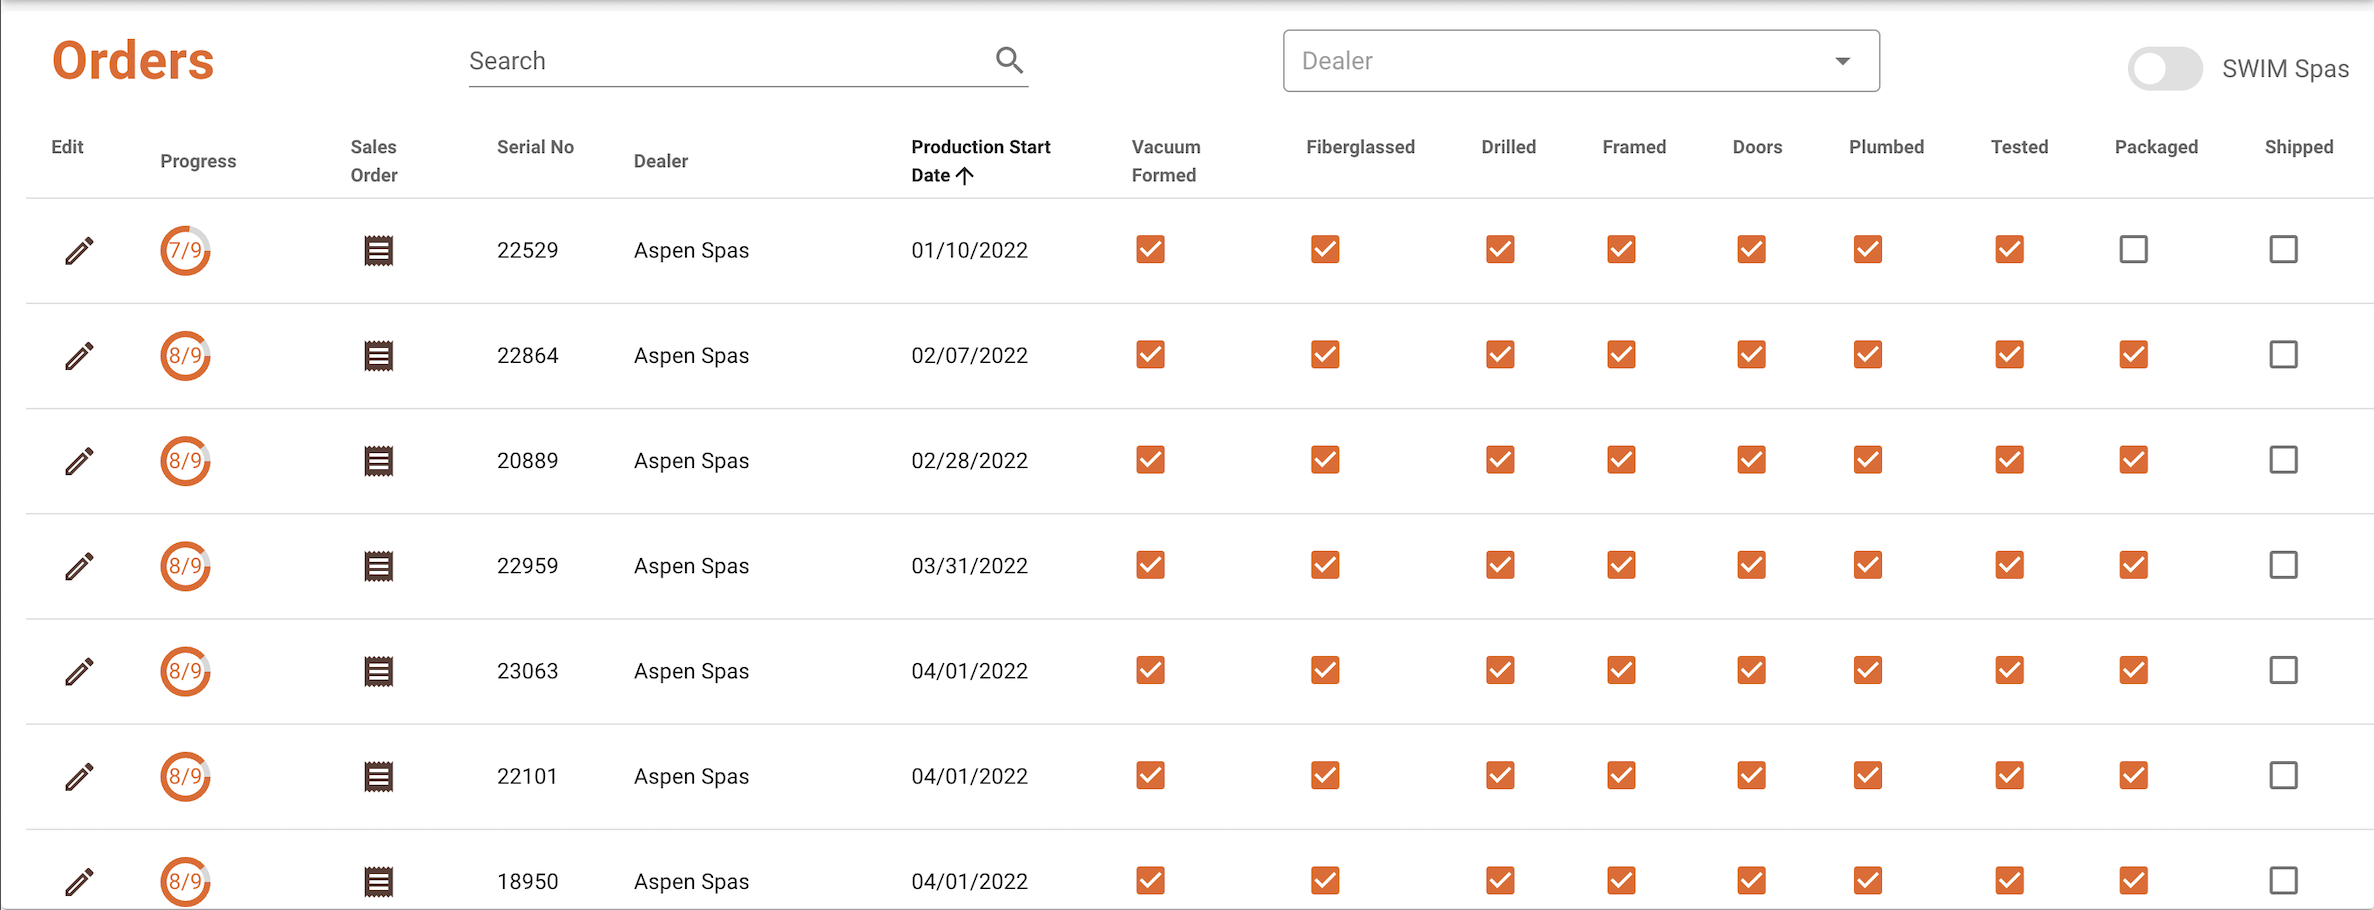 Orders
Search
Dealer
SWIM Spas
Edit Progress Sales Order Serial No Dealer Production Start Date Vacuum Formed Fiberglassed Drilled Framed Doors Plumbed Tested Packaged Shipped
7/9 22529 Aspen Spas 01/10/2022
8/9 22864 Aspen Spas 02/07/2022
8/9 20889 Aspen Spas 02/28/2022
8/9 22959 Aspen Spas 03/31/2022
8/9 23063 Aspen Spas 04/01/2022
8/9 22101 Aspen Spas 04/01/2022
8/9 18950 Aspen Spas 04/01/2022